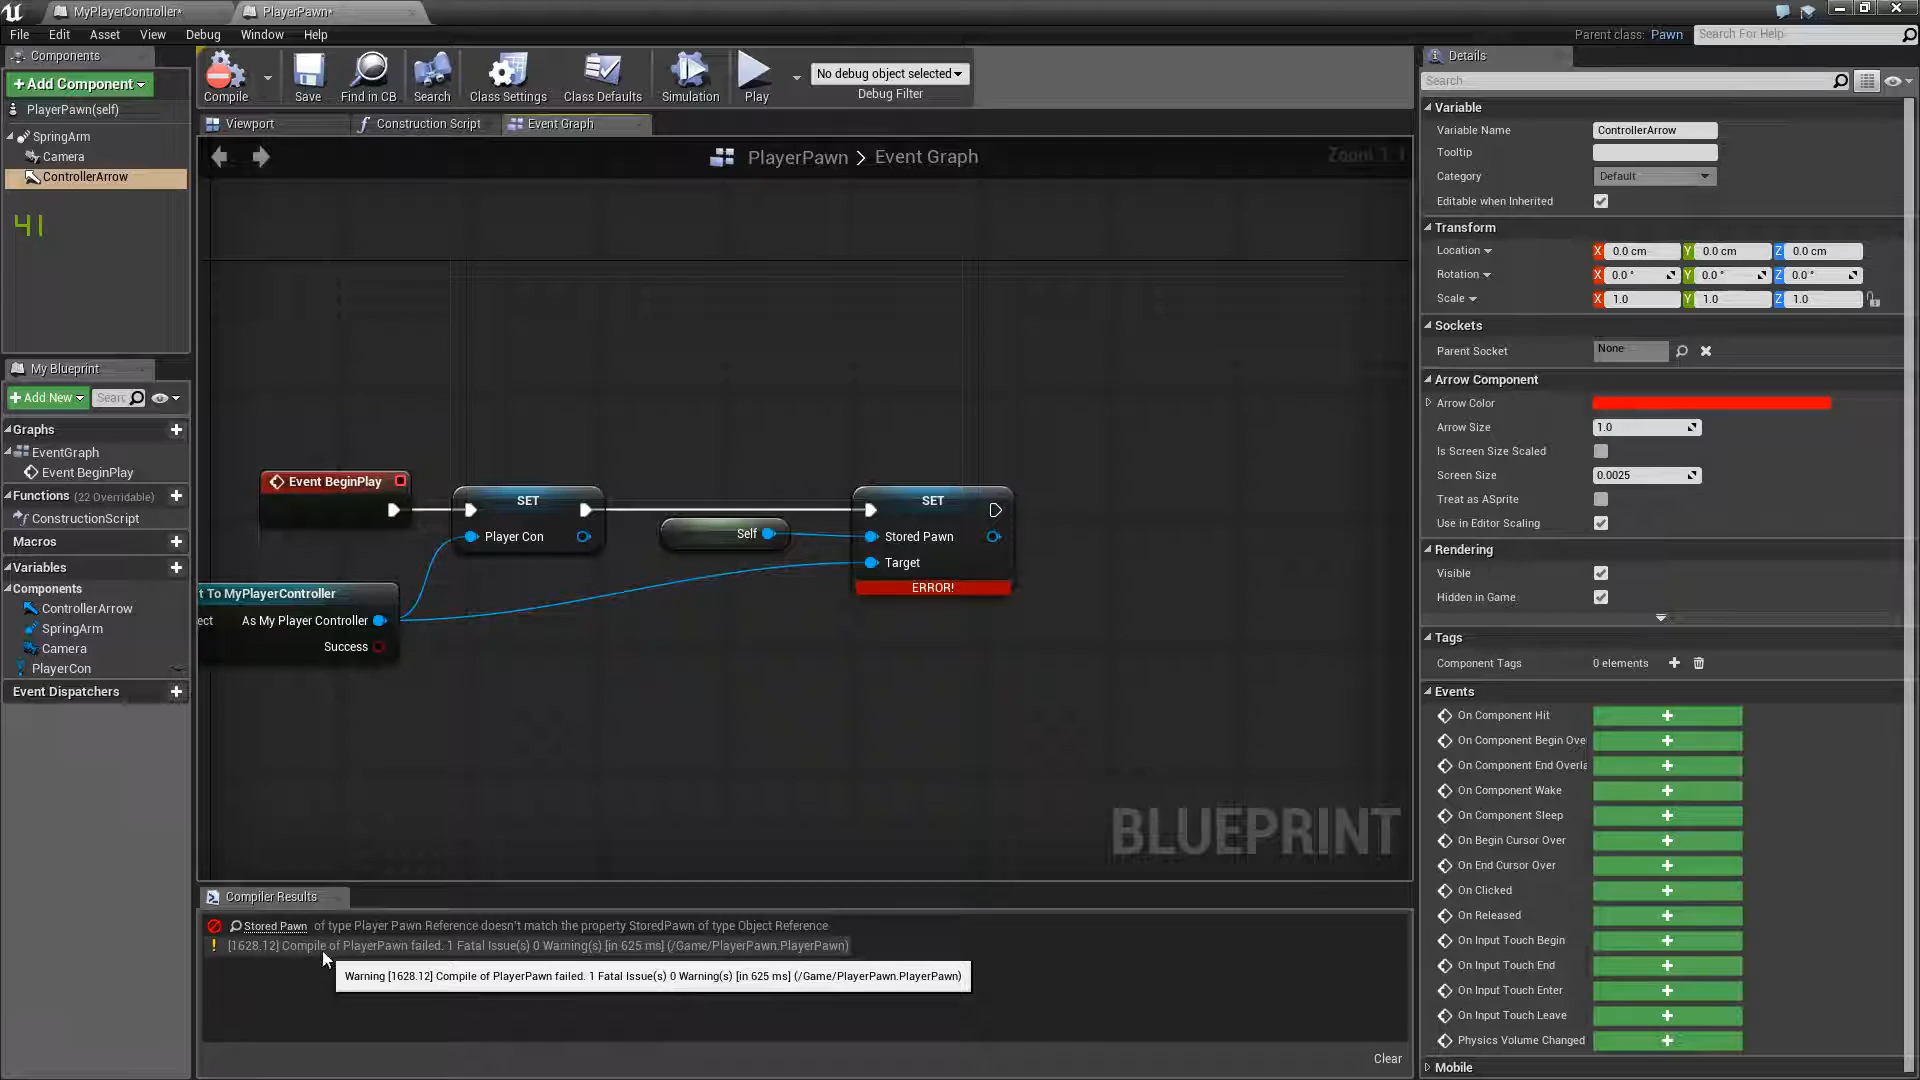 MyPlayerController*
PlayerPawn*
File Edit Asset View Debug Window Help
Parent class: Pawn
Search For Help
Components
+Add Component
PlayerPawn(self)
SpringArm
Camera
ControllerArrow
41
Compile
Save
Find in CB
Search
Class Settings
Class Defaults
Simulation
Play
No debug object selected
Debug Filter
Viewport
Construction Script
Event Graph
PlayerPawn > Event Graph
Zoom 1:1
My Blueprint
+Add New
Searc
Graphs
EventGraph
Event BeginPlay
Functions (22 Overridable)
ConstructionScript
Macros
Variables
Components
ControllerArrow
SpringArm
Camera
PlayerCon
Event Dispatchers
Event BeginPlay
SET
Player Con
Self
SET
Stored Pawn
Target
ERROR!
t To MyPlayerController
ect As My Player Controller
Success
BLUEPRINT
Compiler Results
Stored Pawn of type Player Pawn Reference doesn't match the property StoredPawn of type Object Reference
[1628.12] Compile of PlayerPawn failed. 1 Fatal Issue(s) 0 Warning(s) [in 625 ms] (/Game/PlayerPawn.PlayerPawn)
Warning [1628.12] Compile of PlayerPawn failed. 1 Fatal Issue(s) 0 Warning(s) [in 625 ms] (/Game/PlayerPawn.PlayerPawn)
Clear
Details
Search
Variable
Variable Name ControllerArrow
Tooltip
Category Default
Editable when Inherited
Transform
Location X 0.0 cm Y 0.0 cm Z 0.0 cm
Rotation X 0.0 ° Y 0.0 ° Z 0.0 °
Scale X 1.0 Y 1.0 Z 1.0
Sockets
Parent Socket None
Arrow Component
Arrow Color
Arrow Size 1.0
Is Screen Size Scaled
Screen Size 0.0025
Treat as ASprite
Use in Editor Scaling
Rendering
Visible
Hidden in Game
Tags
Component Tags 0 elements
Events
On Component Hit
On Component Begin Ove
On Component End Overla
On Component Wake
On Component Sleep
On Begin Cursor Over
On End Cursor Over
On Clicked
On Released
On Input Touch Begin
On Input Touch End
On Input Touch Enter
On Input Touch Leave
Physics Volume Changed
Mobile